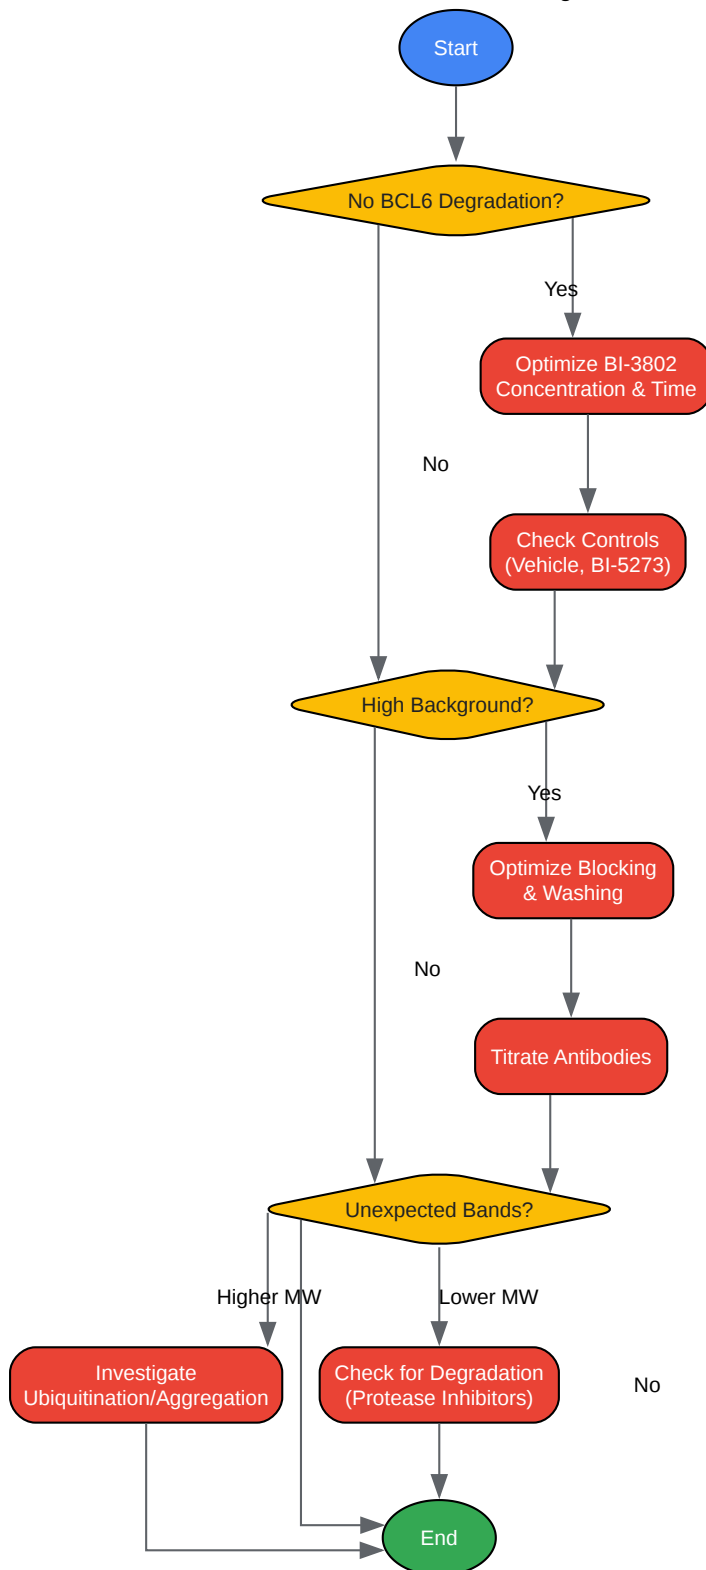 Start
No BCL6 Degradation?
Yes
Optimize BI-3802
Concentration & Time
No
Check Controls
(Vehicle, BI-5273)
High Background?
Yes
Optimize Blocking
& Washing
No
Titrate Antibodies
Unexpected Bands?
Higher MW
Lower MW
Investigate
Ubiquitination/Aggregation
Check for Degradation
(Protease Inhibitors)
No
End